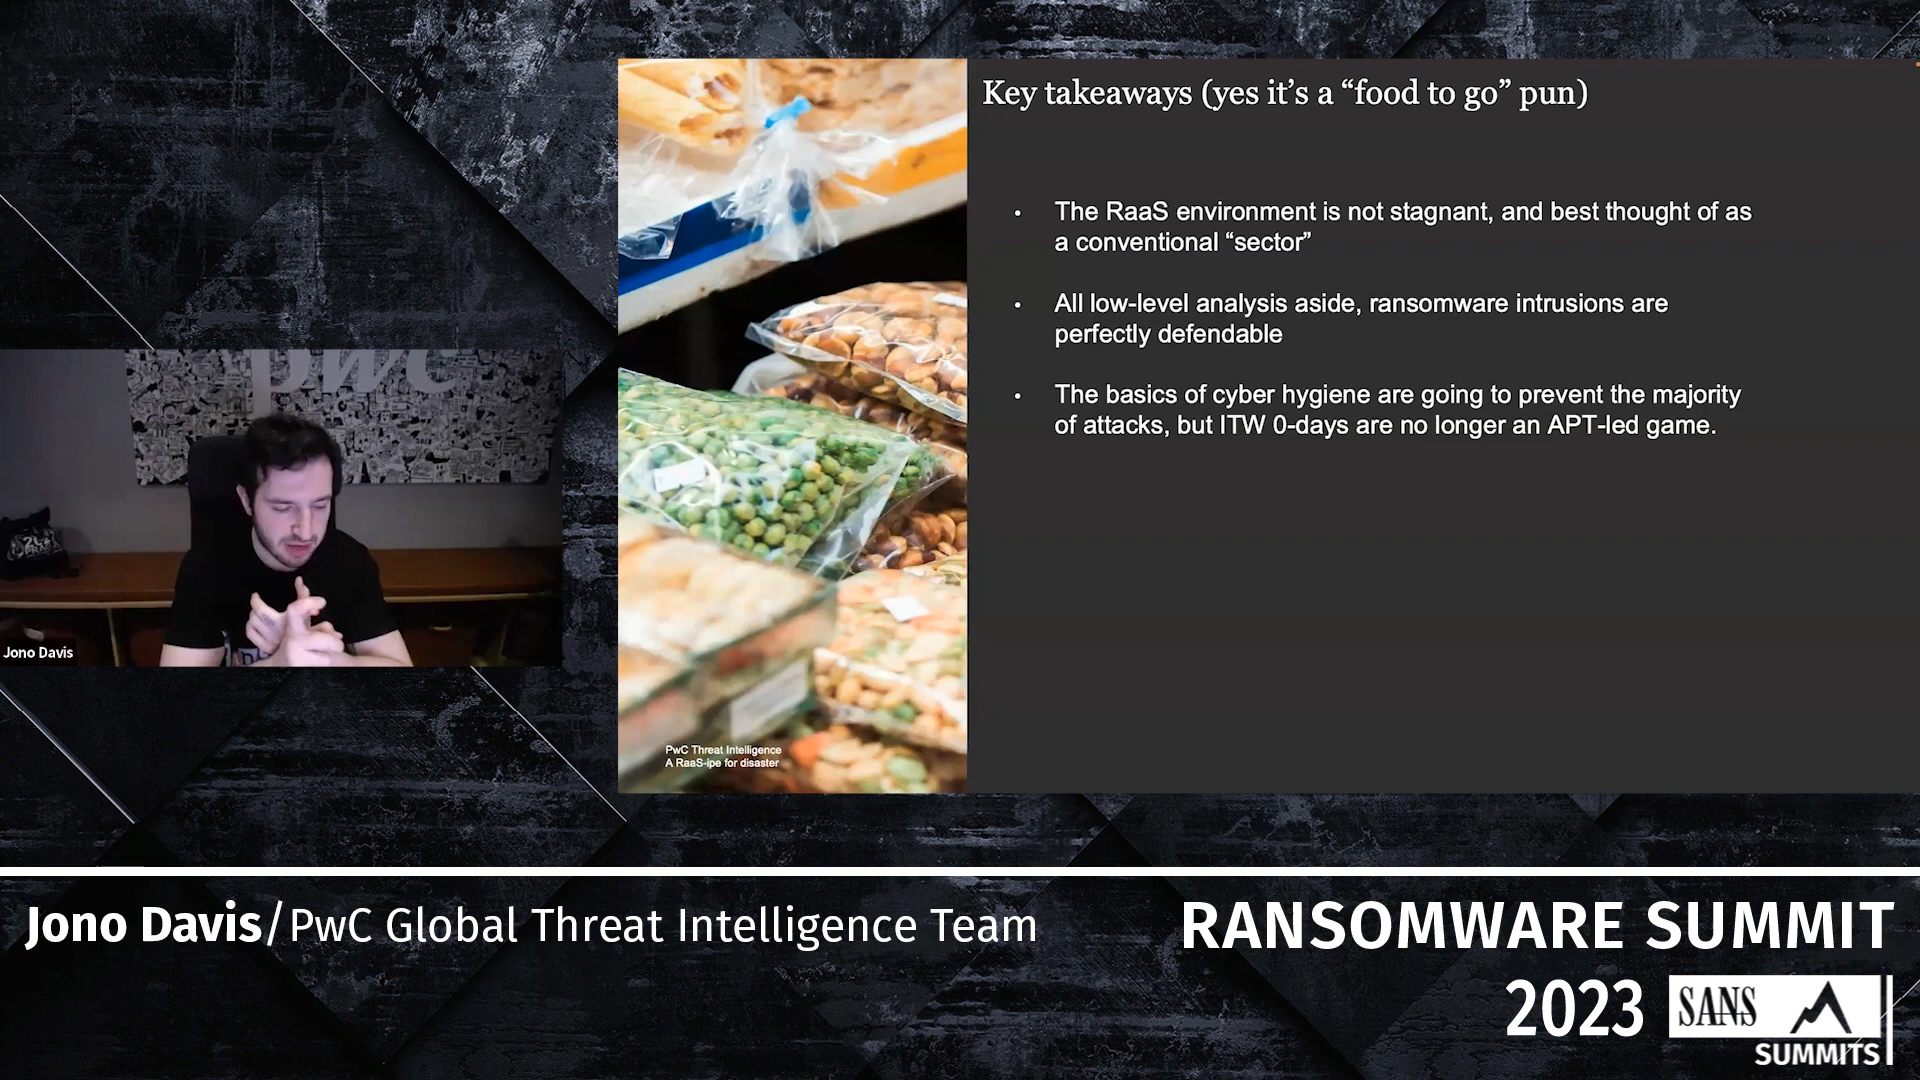 Key takeaways (yes it’s a “food to go” pun)
• The RaaS environment is not stagnant, and best thought of as
a conventional “sector”
• All low-level analysis aside, ransomware intrusions are
perfectly defendable
• The basics of cyber hygiene are going to prevent the majority
of attacks, but ITW 0-days are no longer an APT-led game.
PwC Threat Intelligence
A RaaS-ipe for disaster
pwc
Jono Davis
Jono Davis/PwC Global Threat Intelligence Team
RANSOMWARE SUMMIT
2023
SANS
SUMMITS